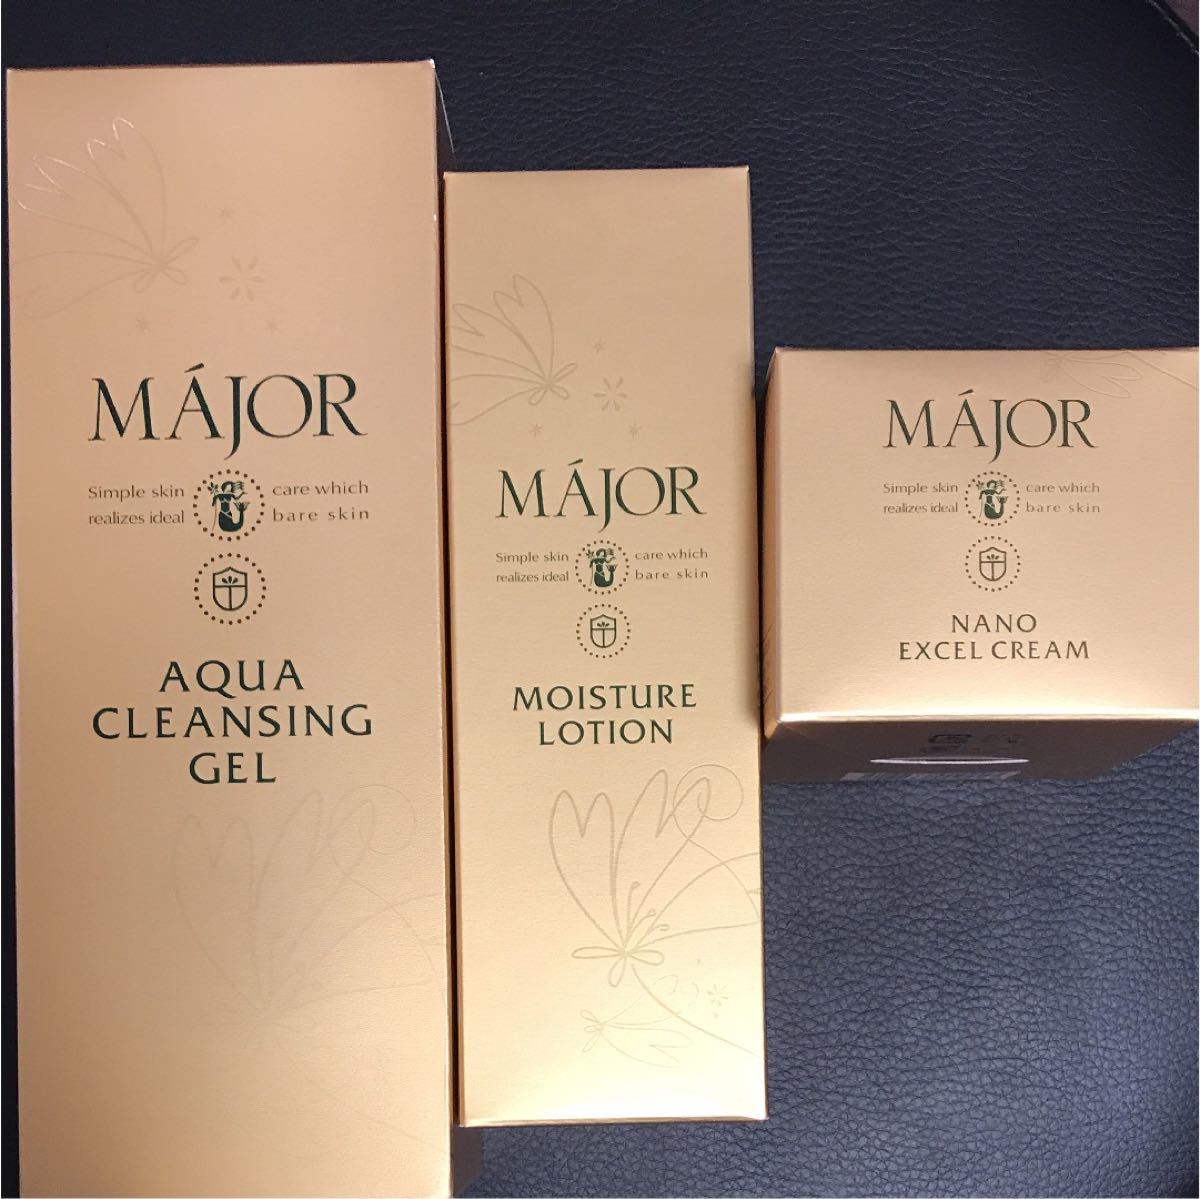 MÁJOR
Simple skin care which
realizes ideal bare skin
AQUA
CLEANSING
GEL
MÁJOR
Simple skin care which
realizes ideal bare skin
MOISTURE
LOTION
MÁJOR
Simple skin care which
realizes ideal bare skin
NANO
EXCEL CREAM